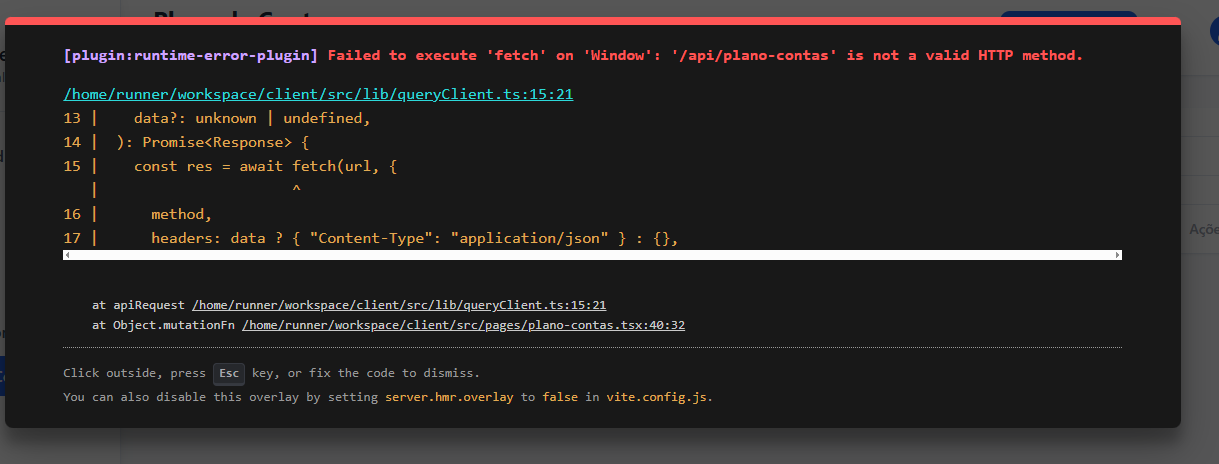 [plugin:runtime-error-plugin] Failed to execute 'fetch' on 'Window': '/api/plano-contas' is not a valid HTTP method.
/home/runner/workspace/client/src/lib/queryClient.ts:15:21
13 |    data?: unknown | undefined,
14 |  ): Promise<Response> {
15 |    const res = await fetch(url, {
   |                      ^
16 |      method,
17 |      headers: data ? { "Content-Type": "application/json" } : {},
Açõe
at apiRequest /home/runner/workspace/client/src/lib/queryClient.ts:15:21
at Object.mutationFn /home/runner/workspace/client/src/pages/plano-contas.tsx:40:32
Click outside, press Esc key, or fix the code to dismiss.
You can also disable this overlay by setting server.hmr.overlay to false in vite.config.js.